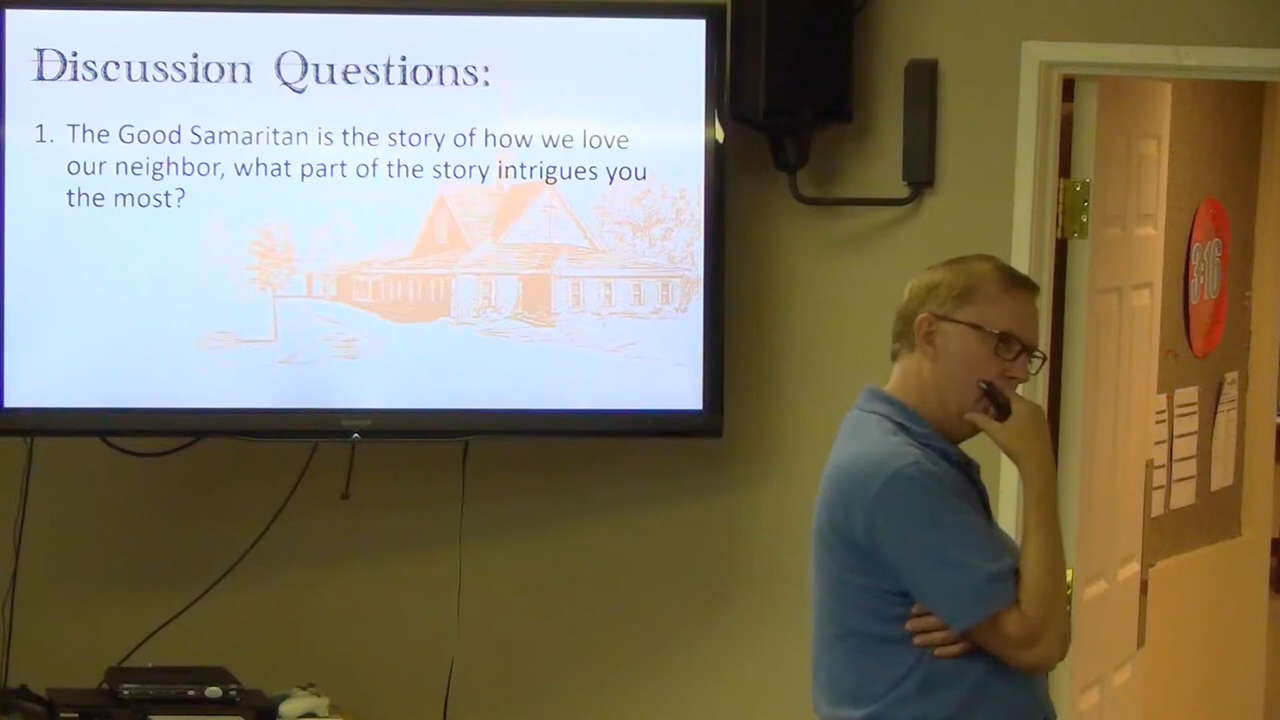 Discussion Questions:
1. The Good Samaritan is the story of how we love
our neighbor, what part of the story intrigues you
the most?
3:16